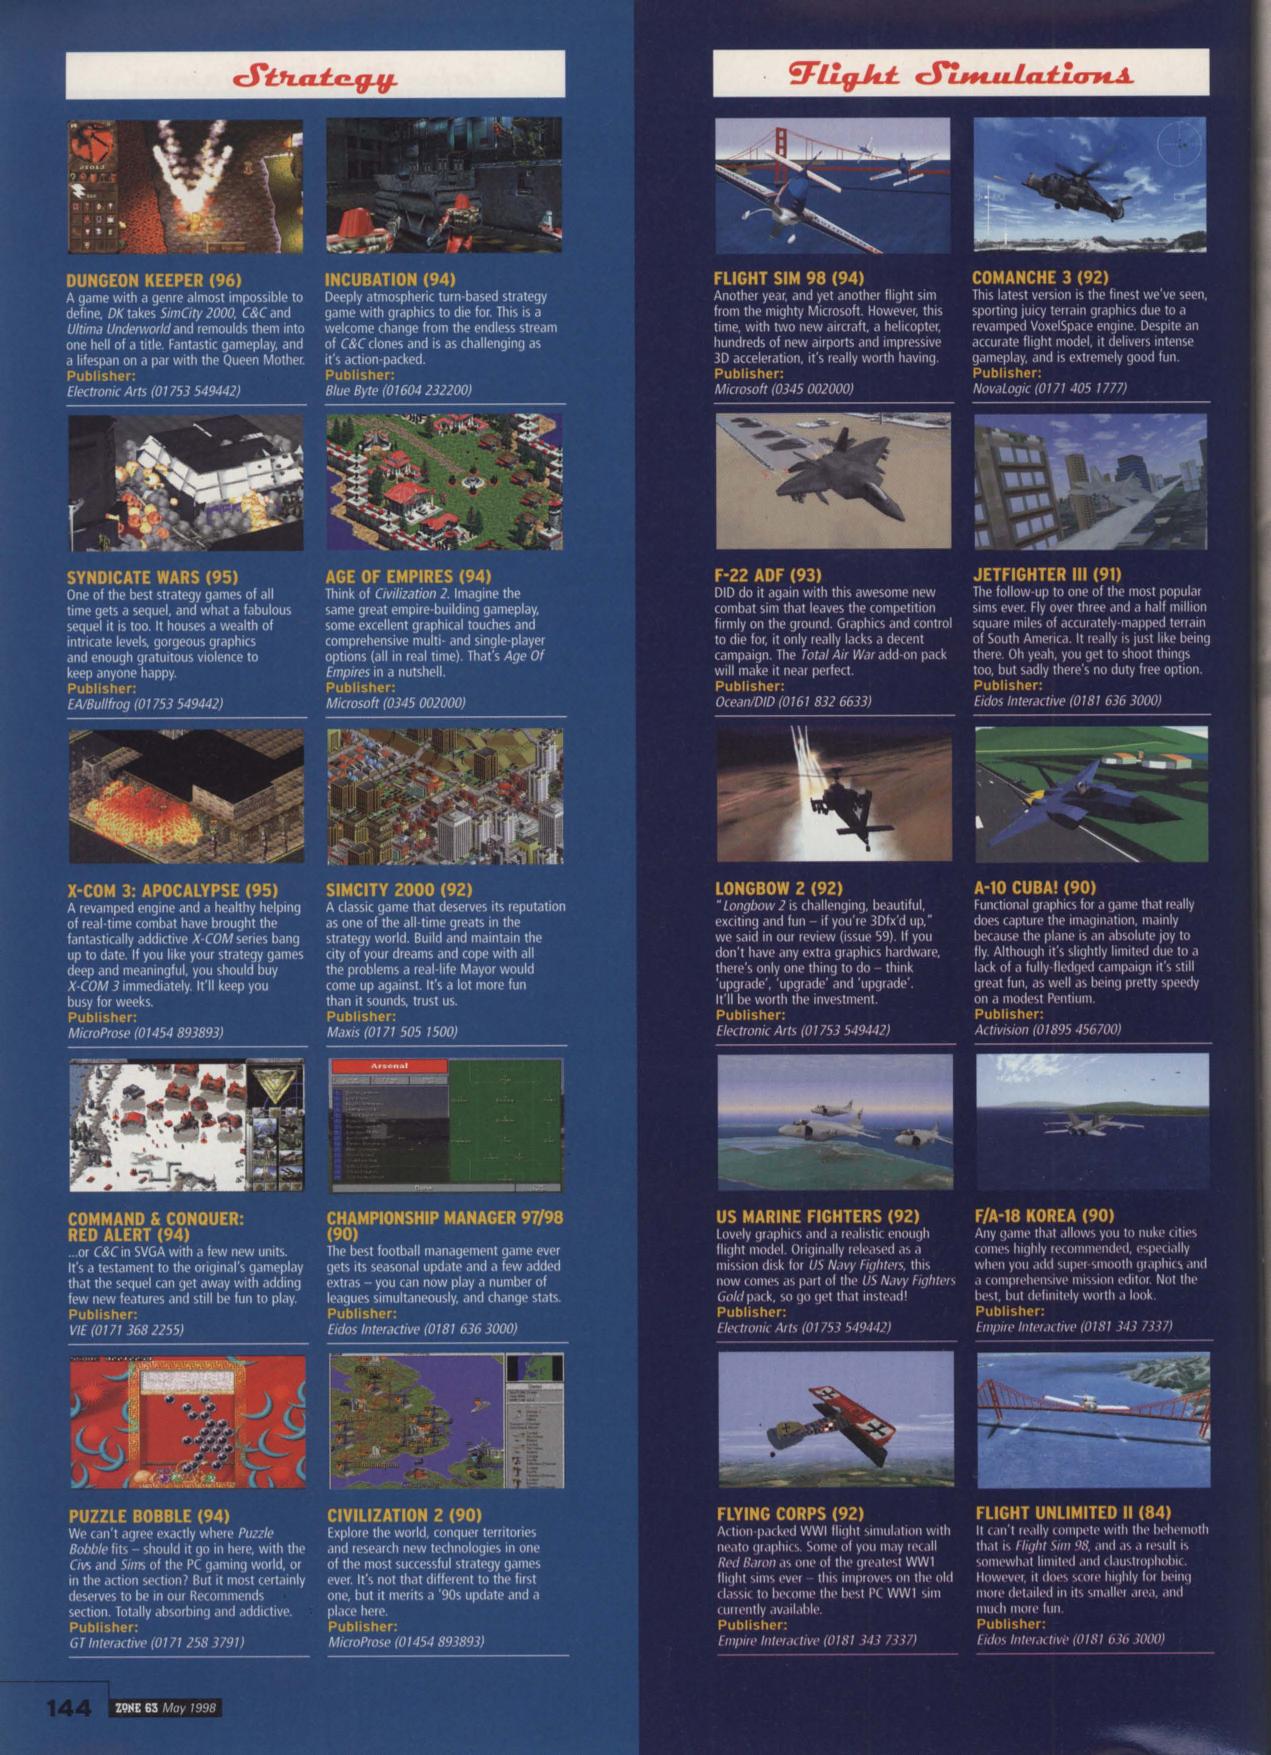 Strategy
DUNGEON KEEPER (96)
A game with a genre almost impossible to
define, DK takes SimCity 2000, C&C and
Ultima Underworld and remoulds them into
one hell of a title. Fantastic gameplay, and
a lifespan on a par with the Queen Mother.
Publisher:
Electronic Arts (01753 549442)
INCUBATION (94)
Deeply atmospheric turn-based strategy
game with graphics to die for. This is a
welcome change from the endless stream
of C&C clones and is as challenging as
it's action-packed.
Publisher:
Blue Byte (01604 232200)
SYNDICATE WARS (95)
One of the best strategy games of all
time gets a sequel, and what a fabulous
sequel it is too. It houses a wealth of
intricate levels, gorgeous graphics
and enough gratuitous violence to
keep anyone happy.
Publisher:
EA/Bullfrog (01753 549442)
AGE OF EMPIRES (94)
Think of Civilization 2. Imagine the
same great empire-building gameplay,
some excellent graphical touches and
comprehensive multi- and single-player
options (all in real time). That's Age Of
Empires in a nutshell.
Publisher:
Microsoft (0345 002000)
X-COM 3: APOCALYPSE (95)
A revamped engine and a healthy helping
of real-time combat have brought the
fantastically addictive X-COM series bang
up to date. If you like your strategy games
deep and meaningful, you should buy
X-COM 3 immediately. It'll keep you
busy for weeks.
Publisher:
MicroProse (01454 893893)
SIMCITY 2000 (92)
A classic game that deserves its reputation
as one of the all-time greats in the
strategy world. Build and maintain the
city of your dreams and cope with all
the problems a real-life Mayor would
come up against. It's a lot more fun
than it sounds, trust us.
Publisher:
Maxis (0171 505 1500)
COMMAND & CONQUER:
RED ALERT (94)
...or C&C in SVGA with a few new units.
It's a testament to the original's gameplay
that the sequel can get away with adding
few new features and still be fun to play.
Publisher:
VIE (0171 368 2255)
Arsenal
CHAMPIONSHIP MANAGER 97/98
(90)
The best football management game ever
gets its seasonal update and a few added
extras – you can now play a number of
leagues simultaneously, and change stats.
Publisher:
Eidos Interactive (0181 636 3000)
PUZZLE BOBBLE (94)
We can't agree exactly where Puzzle
Bobble fits – should it go in here, with the
Civs and Sims of the PC gaming world, or
in the action section? But it most certainly
deserves to be in our Recommends
section. Totally absorbing and addictive.
Publisher:
GT Interactive (0171 258 3791)
CIVILIZATION 2 (90)
Explore the world, conquer territories
and research new technologies in one
of the most successful strategy games
ever. It's not that different to the first
one, but it merits a '90s update and a
place here.
Publisher:
MicroProse (01454 893893)
Flight Simulations
FLIGHT SIM 98 (94)
Another year, and yet another flight sim
from the mighty Microsoft. However, this
time, with two new aircraft, a helicopter,
hundreds of new airports and impressive
3D acceleration, it's really worth having.
Publisher:
Microsoft (0345 002000)
COMANCHE 3 (92)
This latest version is the finest we've seen,
sporting juicy terrain graphics due to a
revamped VoxelSpace engine. Despite an
accurate flight model, it delivers intense
gameplay, and is extremely good fun.
Publisher:
NovaLogic (0171 405 1777)
F-22 ADF (93)
DID do it again with this awesome new
combat sim that leaves the competition
firmly on the ground. Graphics and control
to die for, it only really lacks a decent
campaign. The Total Air War add-on pack
will make it near perfect.
Publisher:
Ocean/DID (0161 832 6633)
JETFIGHTER III (91)
The follow-up to one of the most popular
sims ever. Fly over three and a half million
square miles of accurately-mapped terrain
of South America. It really is just like being
there. Oh yeah, you get to shoot things
too, but sadly there's no duty free option.
Publisher:
Eidos Interactive (0181 636 3000)
LONGBOW 2 (92)
"Longbow 2 is challenging, beautiful,
exciting and fun – if you're 3Dfx'd up,"
we said in our review (issue 59). If you
don't have any extra graphics hardware,
there's only one thing to do – think
'upgrade', 'upgrade' and 'upgrade'.
It'll be worth the investment.
Publisher:
Electronic Arts (01753 549442)
A-10 CUBA! (90)
Functional graphics for a game that really
does capture the imagination, mainly
because the plane is an absolute joy to
fly. Although it's slightly limited due to a
lack of a fully-fledged campaign it's still
great fun, as well as being pretty speedy
on a modest Pentium.
Publisher:
Activision (01895 456700)
US MARINE FIGHTERS (92)
Lovely graphics and a realistic enough
flight model. Originally released as a
mission disk for US Navy Fighters, this
now comes as part of the US Navy Fighters
Gold pack, so go get that instead!
Publisher:
Electronic Arts (01753 549442)
F/A-18 KOREA (90)
Any game that allows you to nuke cities
comes highly recommended, especially
when you add super-smooth graphics and
a comprehensive mission editor. Not the
best, but definitely worth a look.
Publisher:
Empire Interactive (0181 343 7337)
FLYING CORPS (92)
Action-packed WWI flight simulation with
neato graphics. Some of you may recall
Red Baron as one of the greatest WW1
flight sims ever – this improves on the old
classic to become the best PC WW1 sim
currently available.
Publisher:
Empire Interactive (0181 343 7337)
FLIGHT UNLIMITED II (84)
It can't really compete with the behemoth
that is Flight Sim 98, and as a result is
somewhat limited and claustrophobic.
However, it does score highly for being
more detailed in its smaller area, and
much more fun.
Publisher:
Eidos Interactive (0181 636 3000)
144 ZONE 63 May 1998